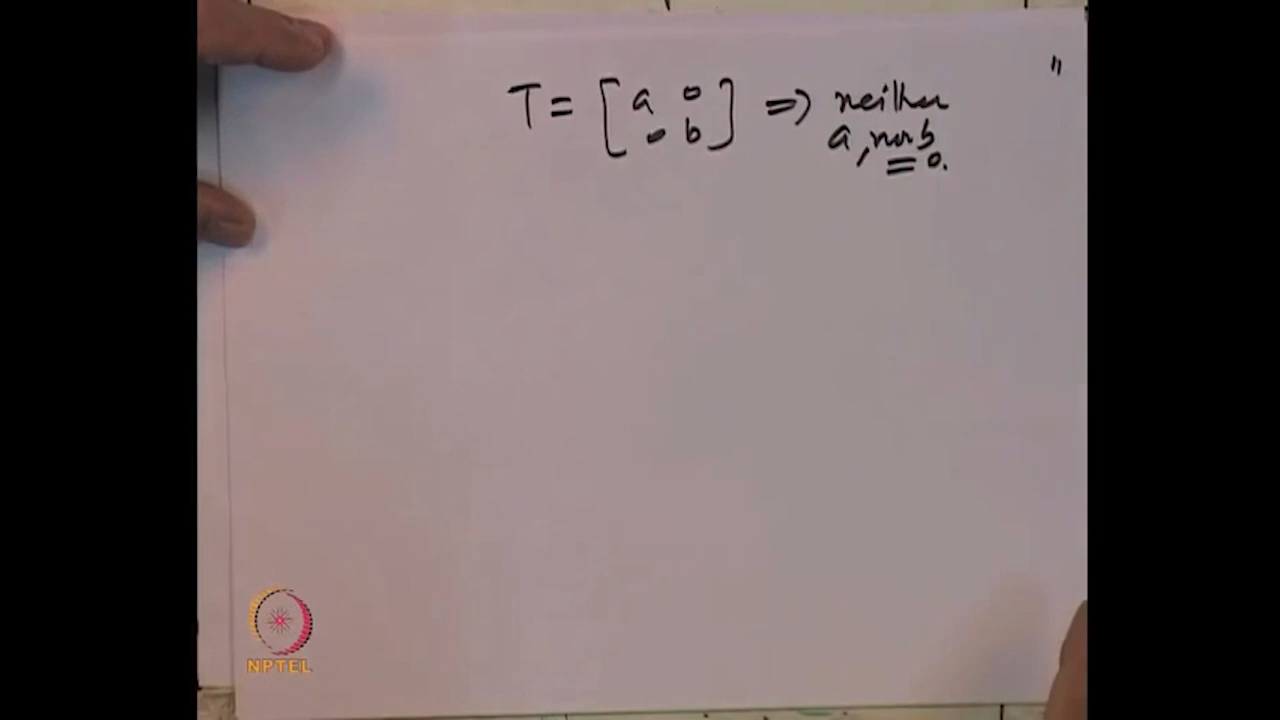 T = [ a 0 ] => neither
[ 0 b ] a, nor b
= 0.
"
NPTEL